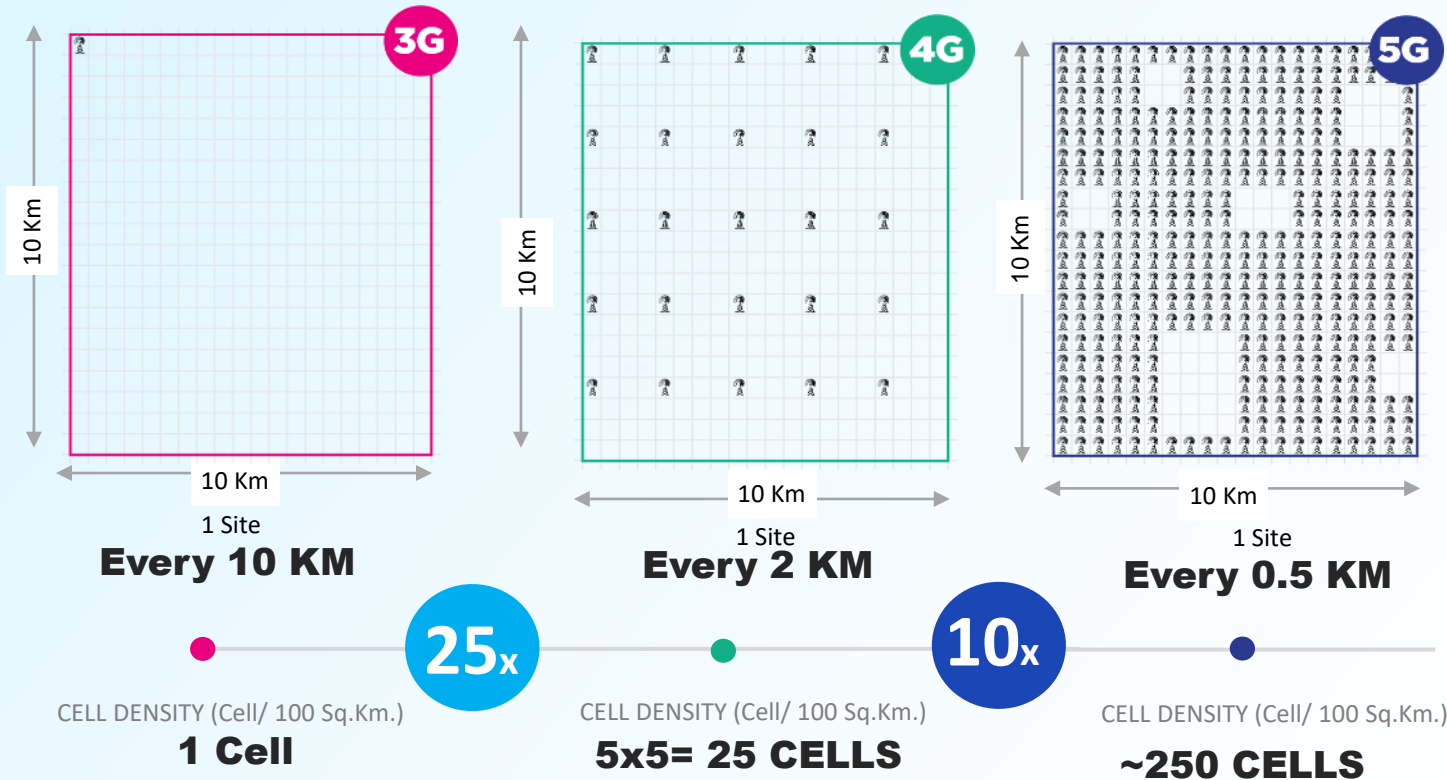 3G
10 Km
10 Km
1 Site
Every 10 KM
4G
10 Km
10 Km
1 Site
Every 2 KM
5G
10 Km
10 Km
1 Site
Every 0.5 KM
25x
10x
CELL DENSITY (Cell/ 100 Sq.Km.)
1 Cell
CELL DENSITY (Cell/ 100 Sq.Km.)
5x5= 25 CELLS
CELL DENSITY (Cell/ 100 Sq.Km.)
~250 CELLS